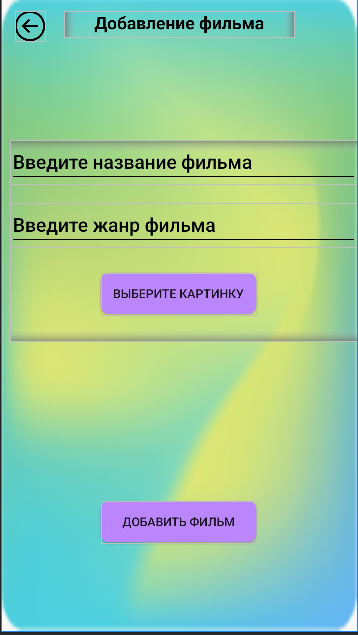 Добавление фильма
Введите название фильма
Введите жанр фильма
ВЫБЕРИТЕ КАРТИНКУ
ДОБАВИТЬ ФИЛЬМ